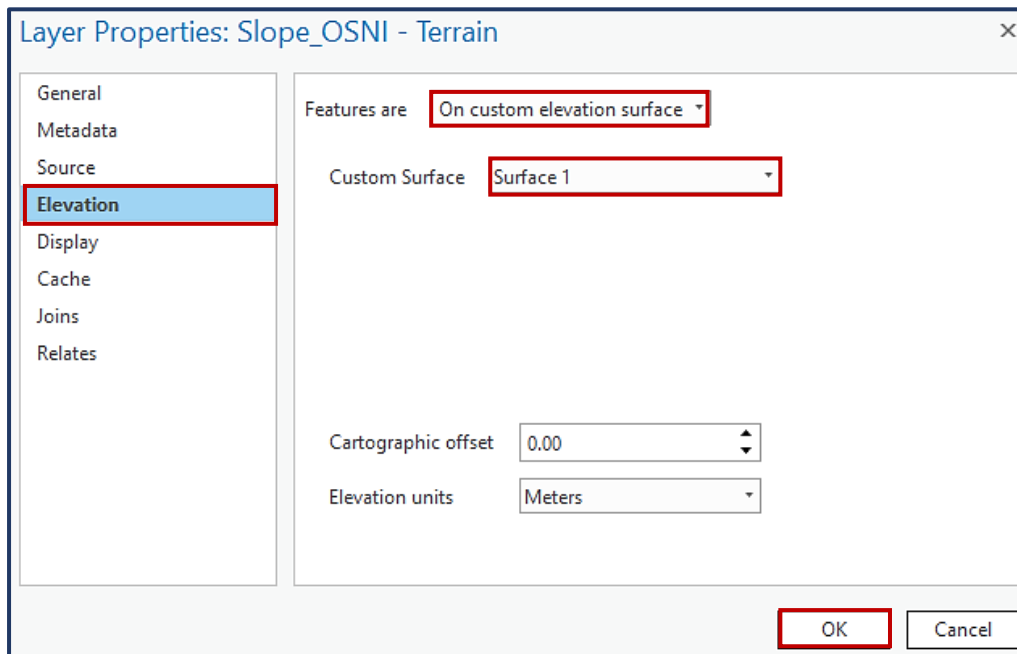 Layer Properties: Slope_OSNI - Terrain
General
Metadata
Source
Elevation
Display
Cache
Joins
Relates
Features are On custom elevation surface
Custom Surface Surface 1
Cartographic offset 0.00
Elevation units Meters
OK Cancel